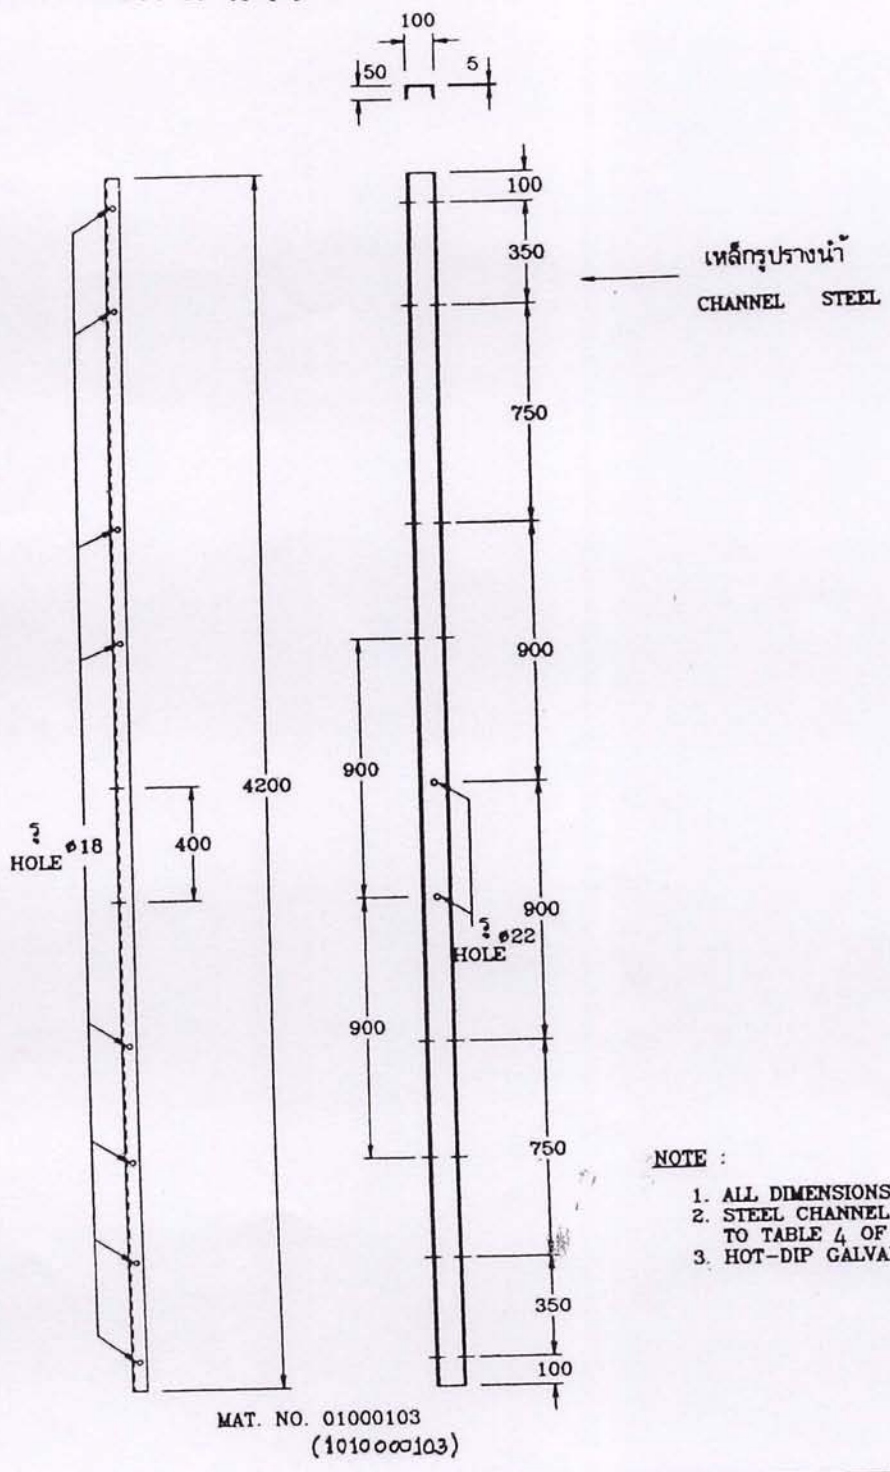 100
50
5
100
350
เหล็กรูปรางน้ำ
CHANNEL STEEL
750
900
900
4200
400
รู
HOLE ø18
900
รู
HOLE ø22
900
750
350
100
NOTE :
1. ALL DIMENSIONS
2. STEEL CHANNEL
TO TABLE 4 OF
3. HOT-DIP
MAT. NO. 01000103
(1010000103)